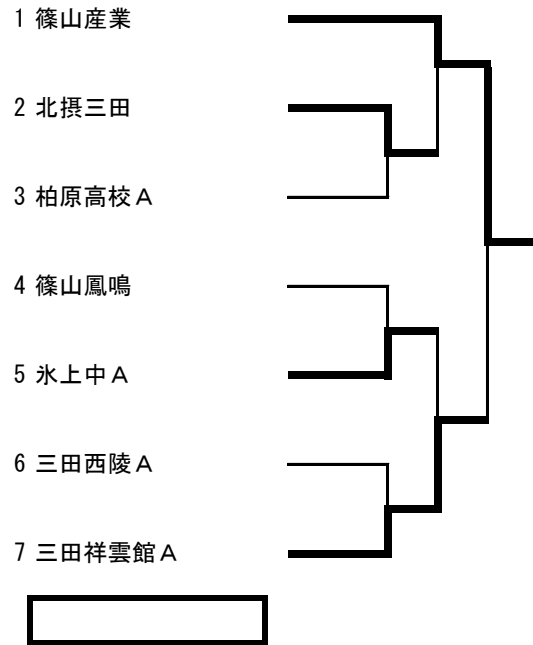 1 篠山産業
2 北摂三田
3 柏原高校Ａ
4 篠山鳳鳴
5 氷上中Ａ
6 三田西陵Ａ
7 三田祥雲館Ａ